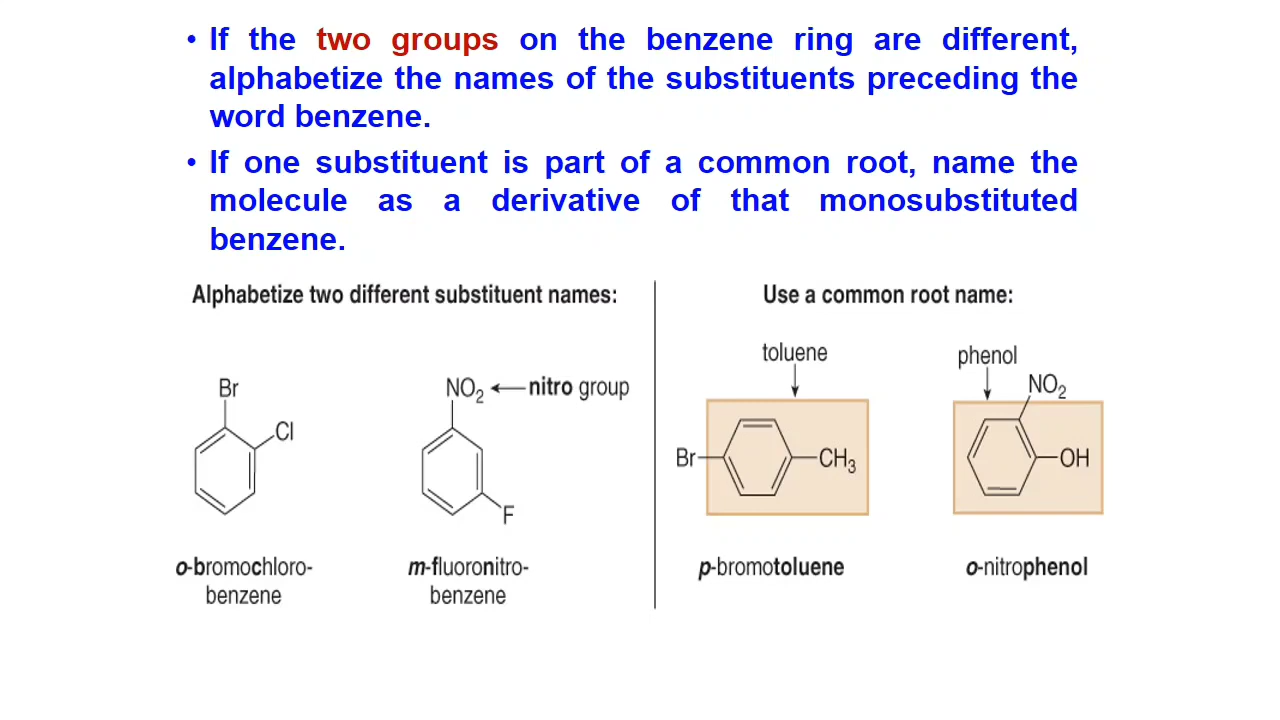 • If the two groups on the benzene ring are different,
alphabetize the names of the substituents preceding the
word benzene.
• If one substituent is part of a common root, name the
molecule as a derivative of that monosubstituted
benzene.
Alphabetize two different substituent names:
Br
Cl
o-bromochloro-
benzene
NO₂ ← nitro group
F
m-fluoronitro-
benzene
Use a common root name:
toluene
Br
CH₃
p-bromotoluene
phenol
NO₂
OH
o-nitrophenol